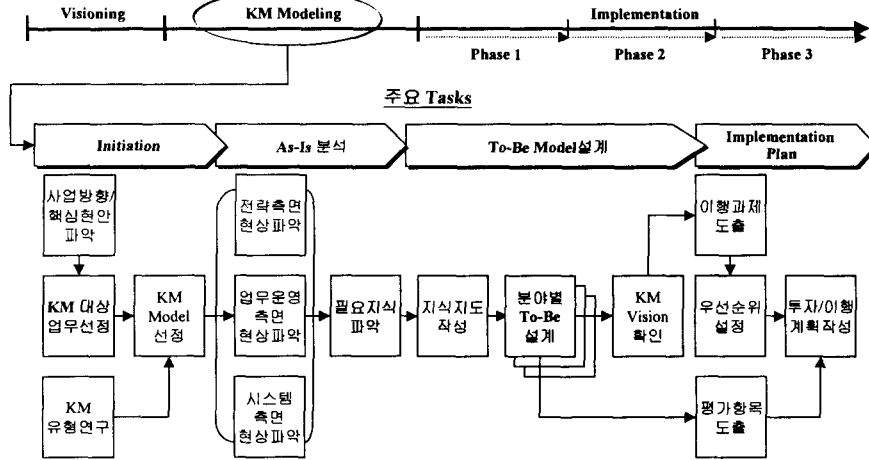 Visioning
KM Modeling
Implementation
Phase 1
Phase 2
Phase 3
주요 Tasks
Initiation
As-Is 분석
To-Be Model설계
Implementation
Plan
사업방향/
핵심현안
파악
KM 대상
업무선정
KM
유형연구
KM
Model
선정
전략측면
현상파악
업무운영
측면
현상파악
시스템
측면
현상파악
필요지식
파악
지식지도
작성
분야별
To-Be
설계
KM
Vision
확인
이행과제
도출
우선순위
설정
평가항목
도출
투자/이행
계획작성